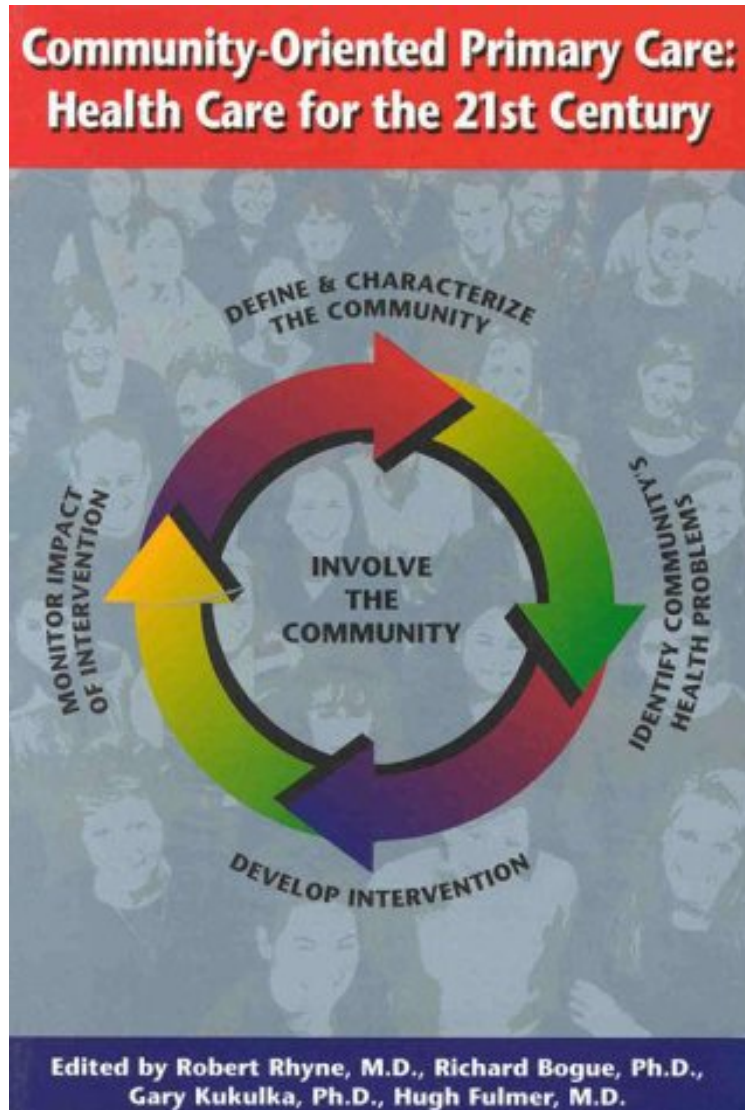 Community-Oriented Primary Care:
Health Care for the 21st Century
DEFINE & CHARACTERIZE
THE COMMUNITY
IDENTIFY COMMUNITY'S
HEALTH PROBLEMS
INVOLVE
THE
COMMUNITY
MONITOR IMPACT
OF INTERVENTION
DEVELOP INTERVENTION
Edited by Robert Rhyne, M.D., Richard Bogue, Ph.D.,
Gary Kukulka, Ph.D., Hugh Fulmer, M.D.